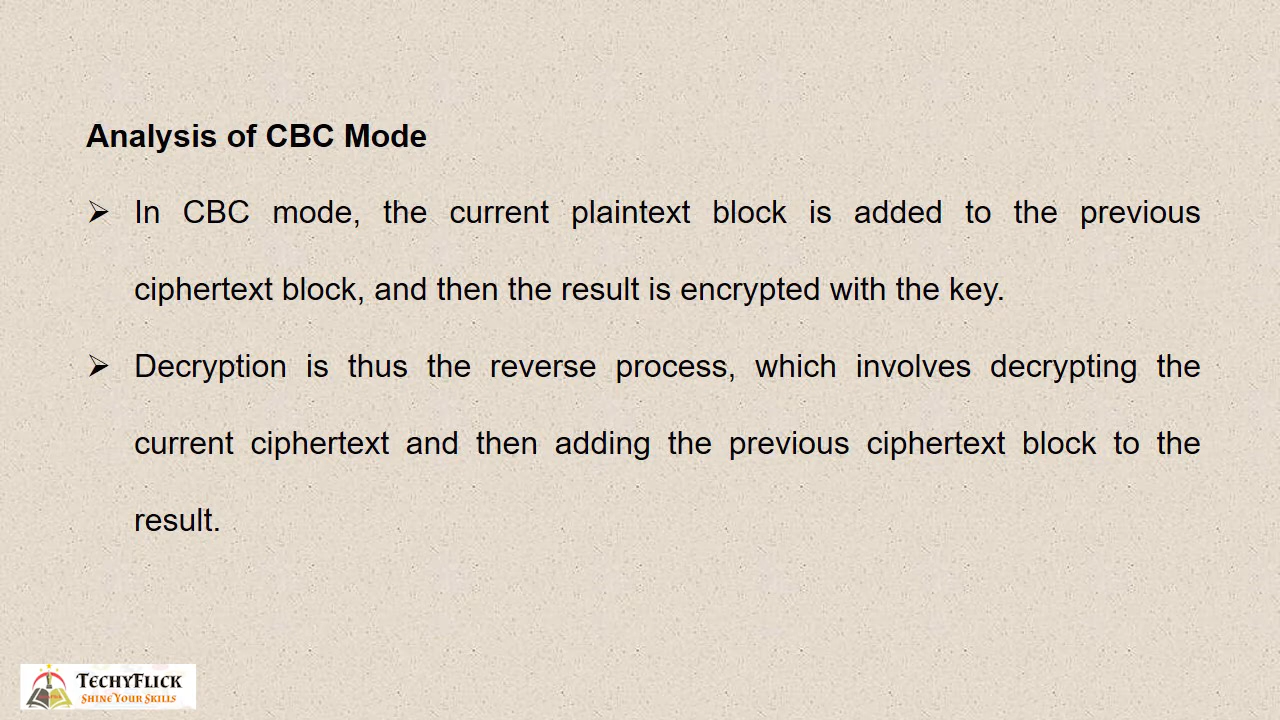 Analysis of CBC Mode
➢ In CBC mode, the current plaintext block is added to the previous
ciphertext block, and then the result is encrypted with the key.
➢ Decryption is thus the reverse process, which involves decrypting the
current ciphertext and then adding the previous ciphertext block to the
result.
TECHYFLICK
SHINE YOUR SKILLS